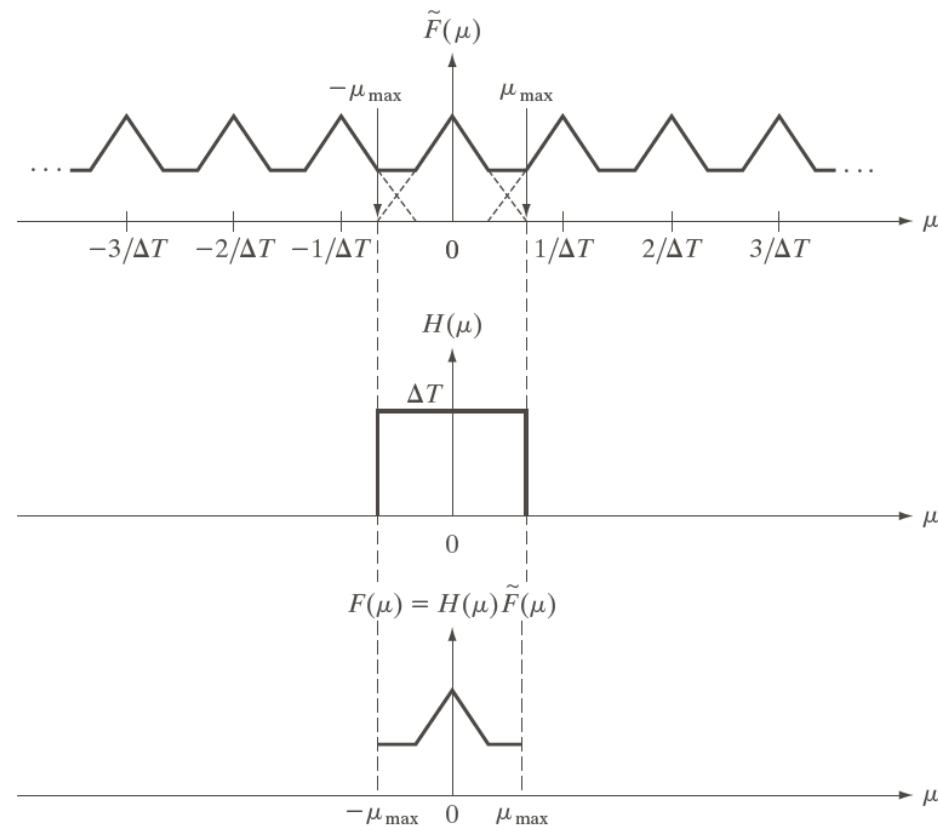 F̃(μ)
−μmax μmax
... ...
μ
−3/ΔT −2/ΔT −1/ΔT 0 1/ΔT 2/ΔT 3/ΔT
H(μ)
ΔT
μ
0
F(μ) = H(μ)F̃(μ)
μ
−μmax 0 μmax